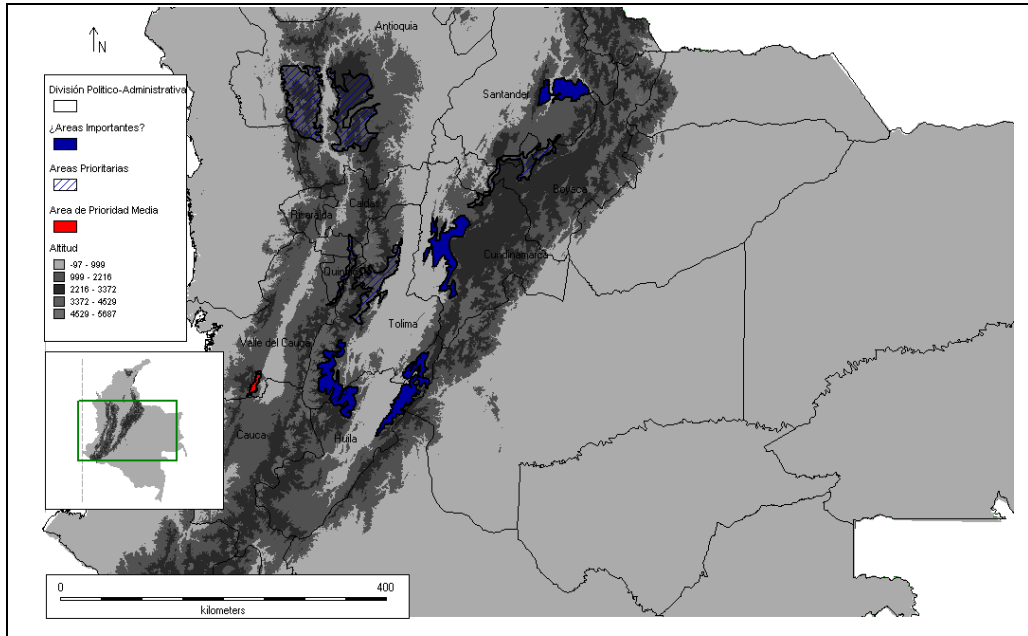 N
División Politico-Administrativa
¿Areas Importantes?
Areas Prioritarias
Area de Prioridad Media
Altitud
-97 - 999
999 - 2216
2216 - 3372
3372 - 4529
4529 - 5687
Antioquia
Santander
Boyaca
Caldas
Risaralda
Cundinamarca
Quindio
Tolima
Valle del Cauca
Huila
Cauca
0
400
kilometers